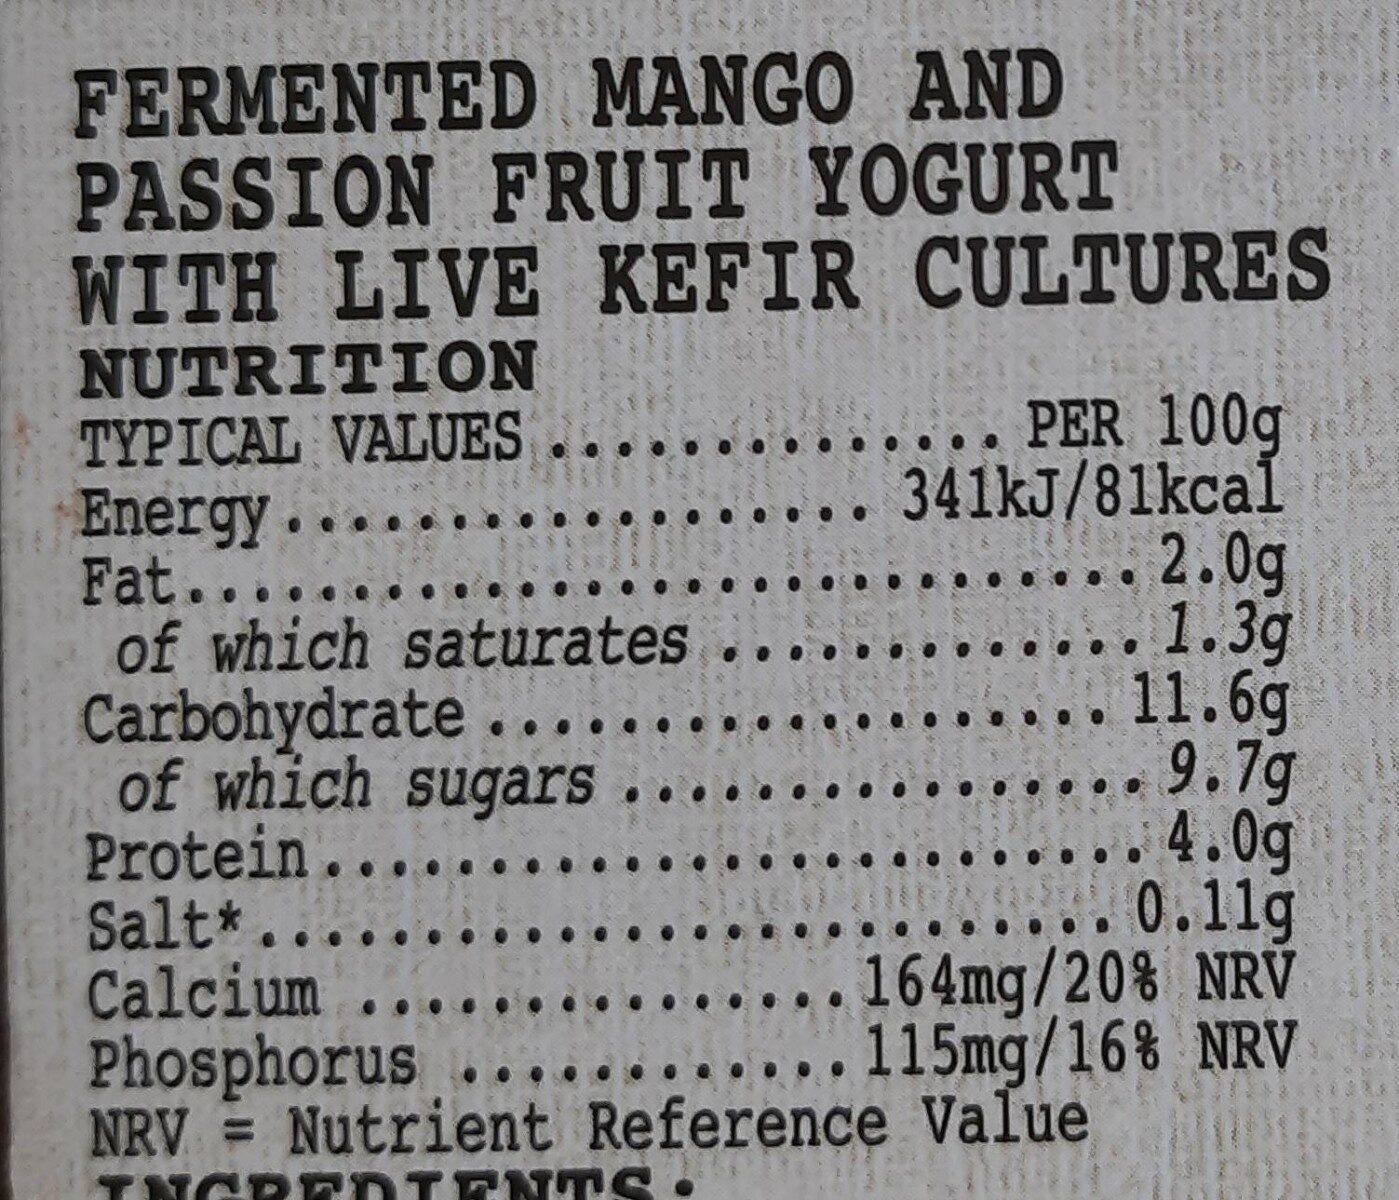 FERMENTED MANGO AND
PASSION FRUIT YOGURT
WITH LIVE KEFIR CULTURES
NUTRITION
TYPICAL VALUES .............. PER 100g
Energy .................. 341kJ/81kcal
Fat............................. 2.0g
of which saturates ............. 1.3g
Carbohydrate ................... 11.6g
of which sugars ................ 9.7g
Protein......................... 4.0g
Salt* .......................... 0.11g
Calcium ...............164mg/20% NRV
Phosphorus ............115mg/16% NRV
NRV = Nutrient Reference Value
INGREDIENTS: